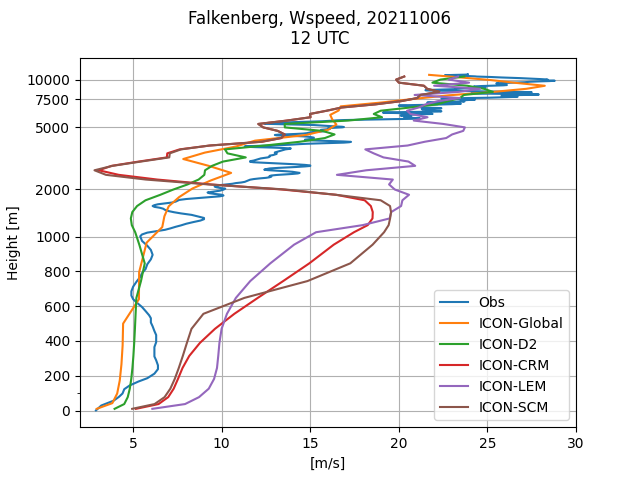 Falkenberg, Wspeed, 20211006
12 UTC
Height [m]
10000
7500
5000
2000
1000
800
600
400
200
0
5
10
15
20
25
30
[m/s]
Obs
ICON-Global
ICON-D2
ICON-CRM
ICON-LEM
ICON-SCM